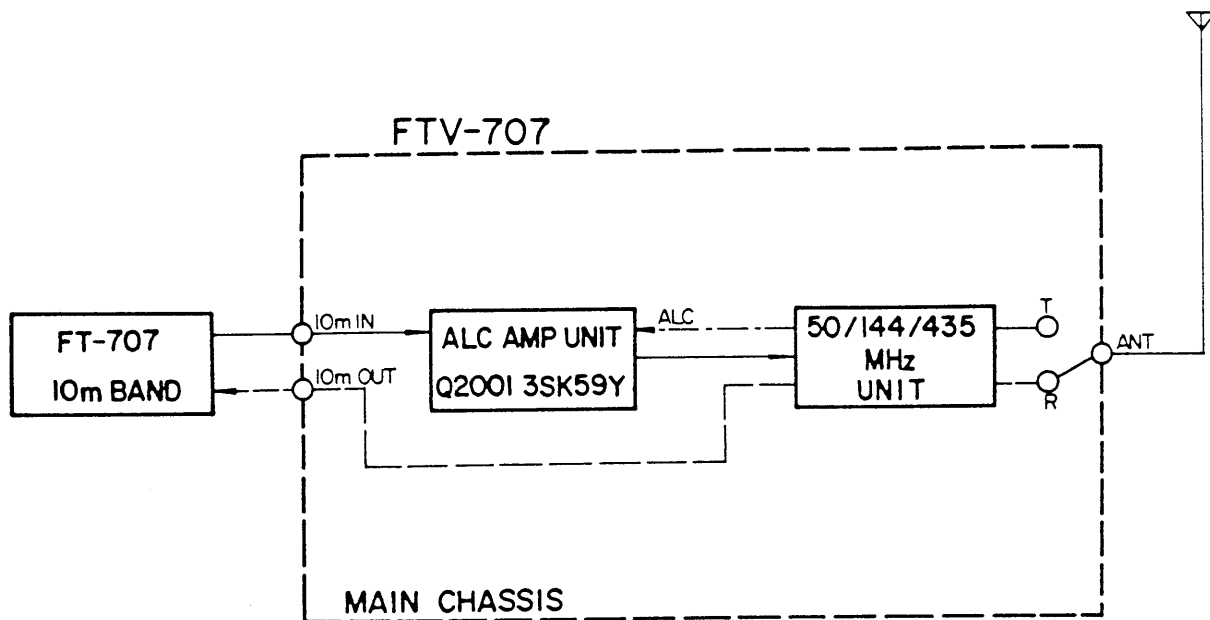 FTV-707
FT-707
10m BAND
10m IN
10m OUT
ALC AMP UNIT
Q2001 3SK59Y
ALC
50/144/435
MHz
UNIT
T
R
ANT
MAIN CHASSIS